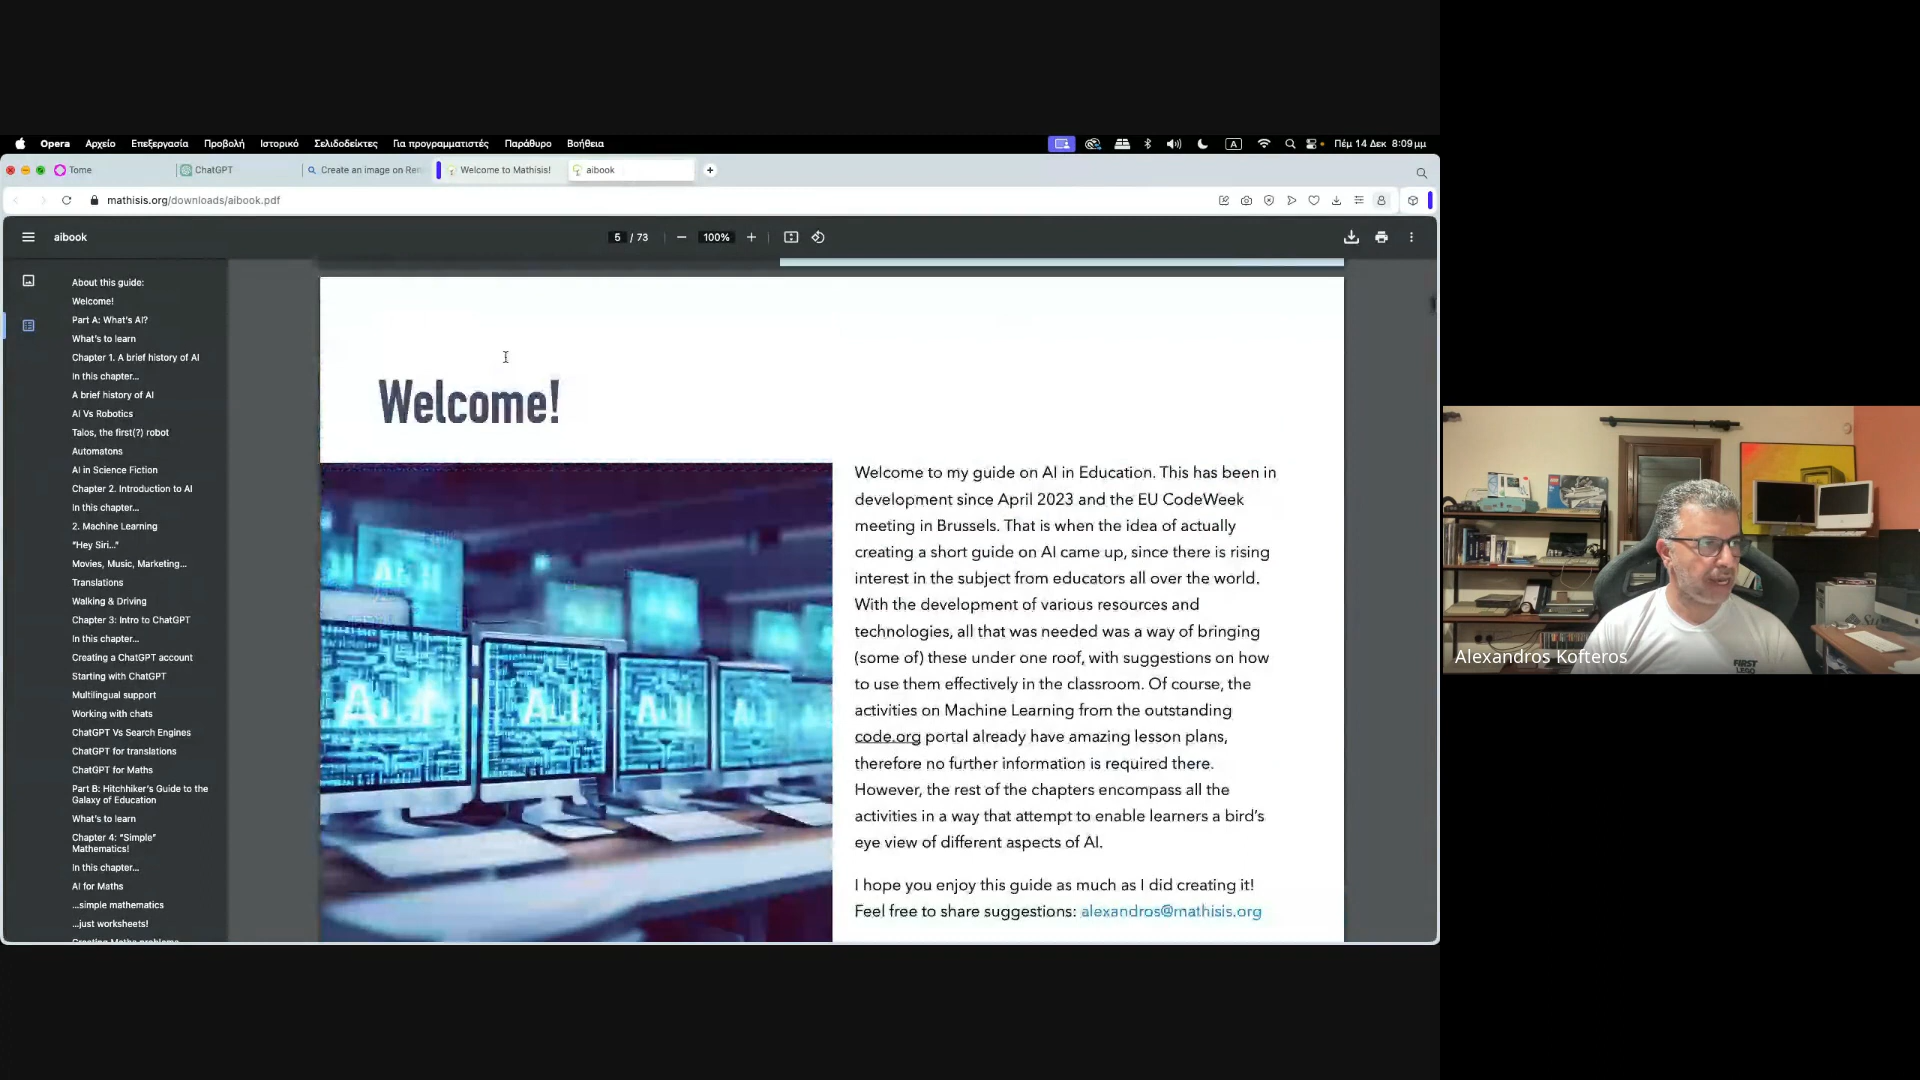 Opera Αρχείο Επεξεργασία Προβολή Ιστορικό Σελιδοδείκτες Για προγραμματιστές Παράθυρο Βοήθεια
A
Πέμ 14 Δεκ 8:09 μμ
Tome
ChatGPT
Create an image on Re
Welcome to Mathisis!
aibook
mathisis.org/downloads/aibook.pdf
aibook
5 / 73
100%
About this guide:
Welcome!
Part A: What's AI?
What's to learn
Chapter 1. A brief history of AI
In this chapter...
A brief history of AI
AI Vs Robotics
Talos, the first(?) robot
Automatons
AI in Science Fiction
Chapter 2. Introduction to AI
In this chapter...
2. Machine Learning
"Hey Siri..."
Movies, Music, Marketing...
Translations
Walking & Driving
Chapter 3: Intro to ChatGPT
In this chapter...
Creating a ChatGPT account
Starting with ChatGPT
Multilingual support
Working with chats
ChatGPT Vs Search Engines
ChatGPT for translations
ChatGPT for Maths
Part B: Hitchhiker's Guide to the
Galaxy of Education
What's to learn
Chapter 4: "Simple"
Mathematics!
In this chapter...
AI for Maths
...simple mathematics
...just worksheets!
Creating Maths problems
Welcome!
AI
AI
AI
AI
Welcome to my guide on AI in Education. This has been in
development since April 2023 and the EU CodeWeek
meeting in Brussels. That is when the idea of actually
creating a short guide on AI came up, since there is rising
interest in the subject from educators all over the world.
With the development of various resources and
technologies, all that was needed was a way of bringing
(some of) these under one roof, with suggestions on how
to use them effectively in the classroom. Of course, the
activities on Machine Learning from the outstanding
code.org portal already have amazing lesson plans,
therefore no further information is required there.
However, the rest of the chapters encompass all the
activities in a way that attempt to enable learners a bird's
eye view of different aspects of AI.
I hope you enjoy this guide as much as I did creating it!
Feel free to share suggestions: alexandros@mathisis.org
Alexandros Kofteros
FIRST
LEGO